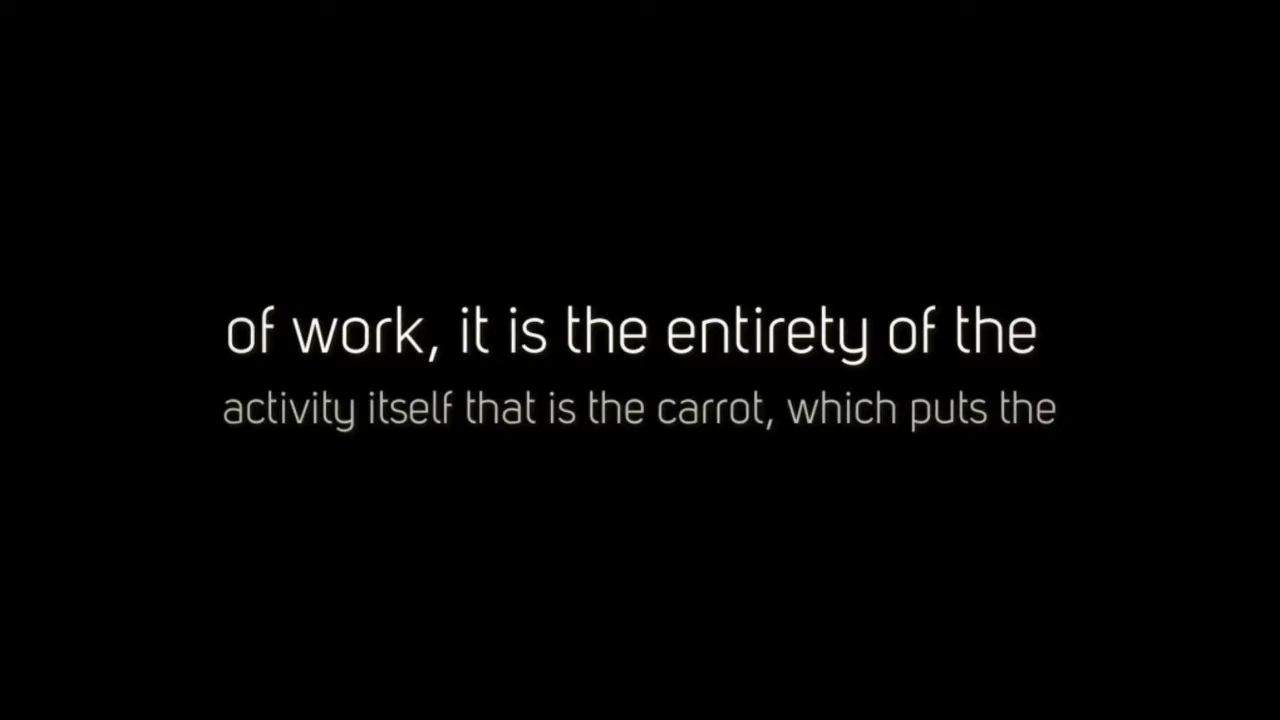 of work, it is the entirety of the
activity itself that is the carrot, which puts the